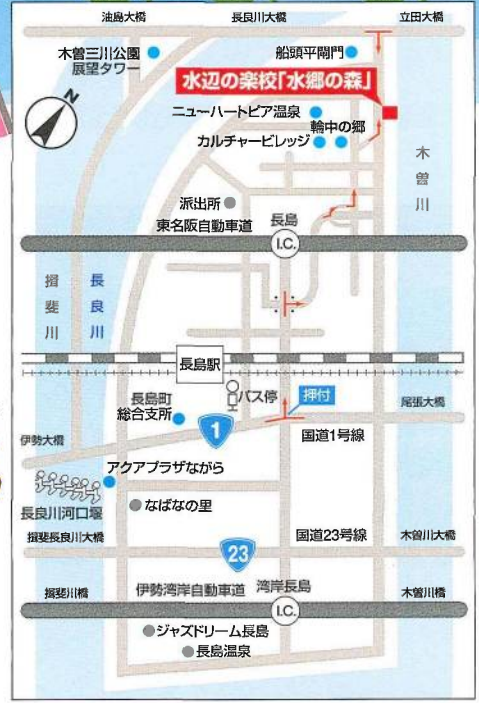 油島大橋
長良川大橋
立田大橋
木曽三川公園
展望タワー
船頭平閘門
水辺の楽校「水郷の森」
N
ニューハートピア温泉
輪中の郷
カルチャービレッジ
木曽川
派出所
東名阪自動車道
長島
I.C.
揖斐川
長良川
長島駅
バス停
長島町
総合支所
押付
尾張大橋
1
国道1号線
伊勢大橋
アクアプラザながら
長良川河口堰
なばなの里
揖斐長良川大橋
国道23号線
木曽川大橋
23
揖斐川橋
伊勢湾岸自動車道
湾岸長島
木曽川橋
I.C.
ジャズドリーム長島
長島温泉